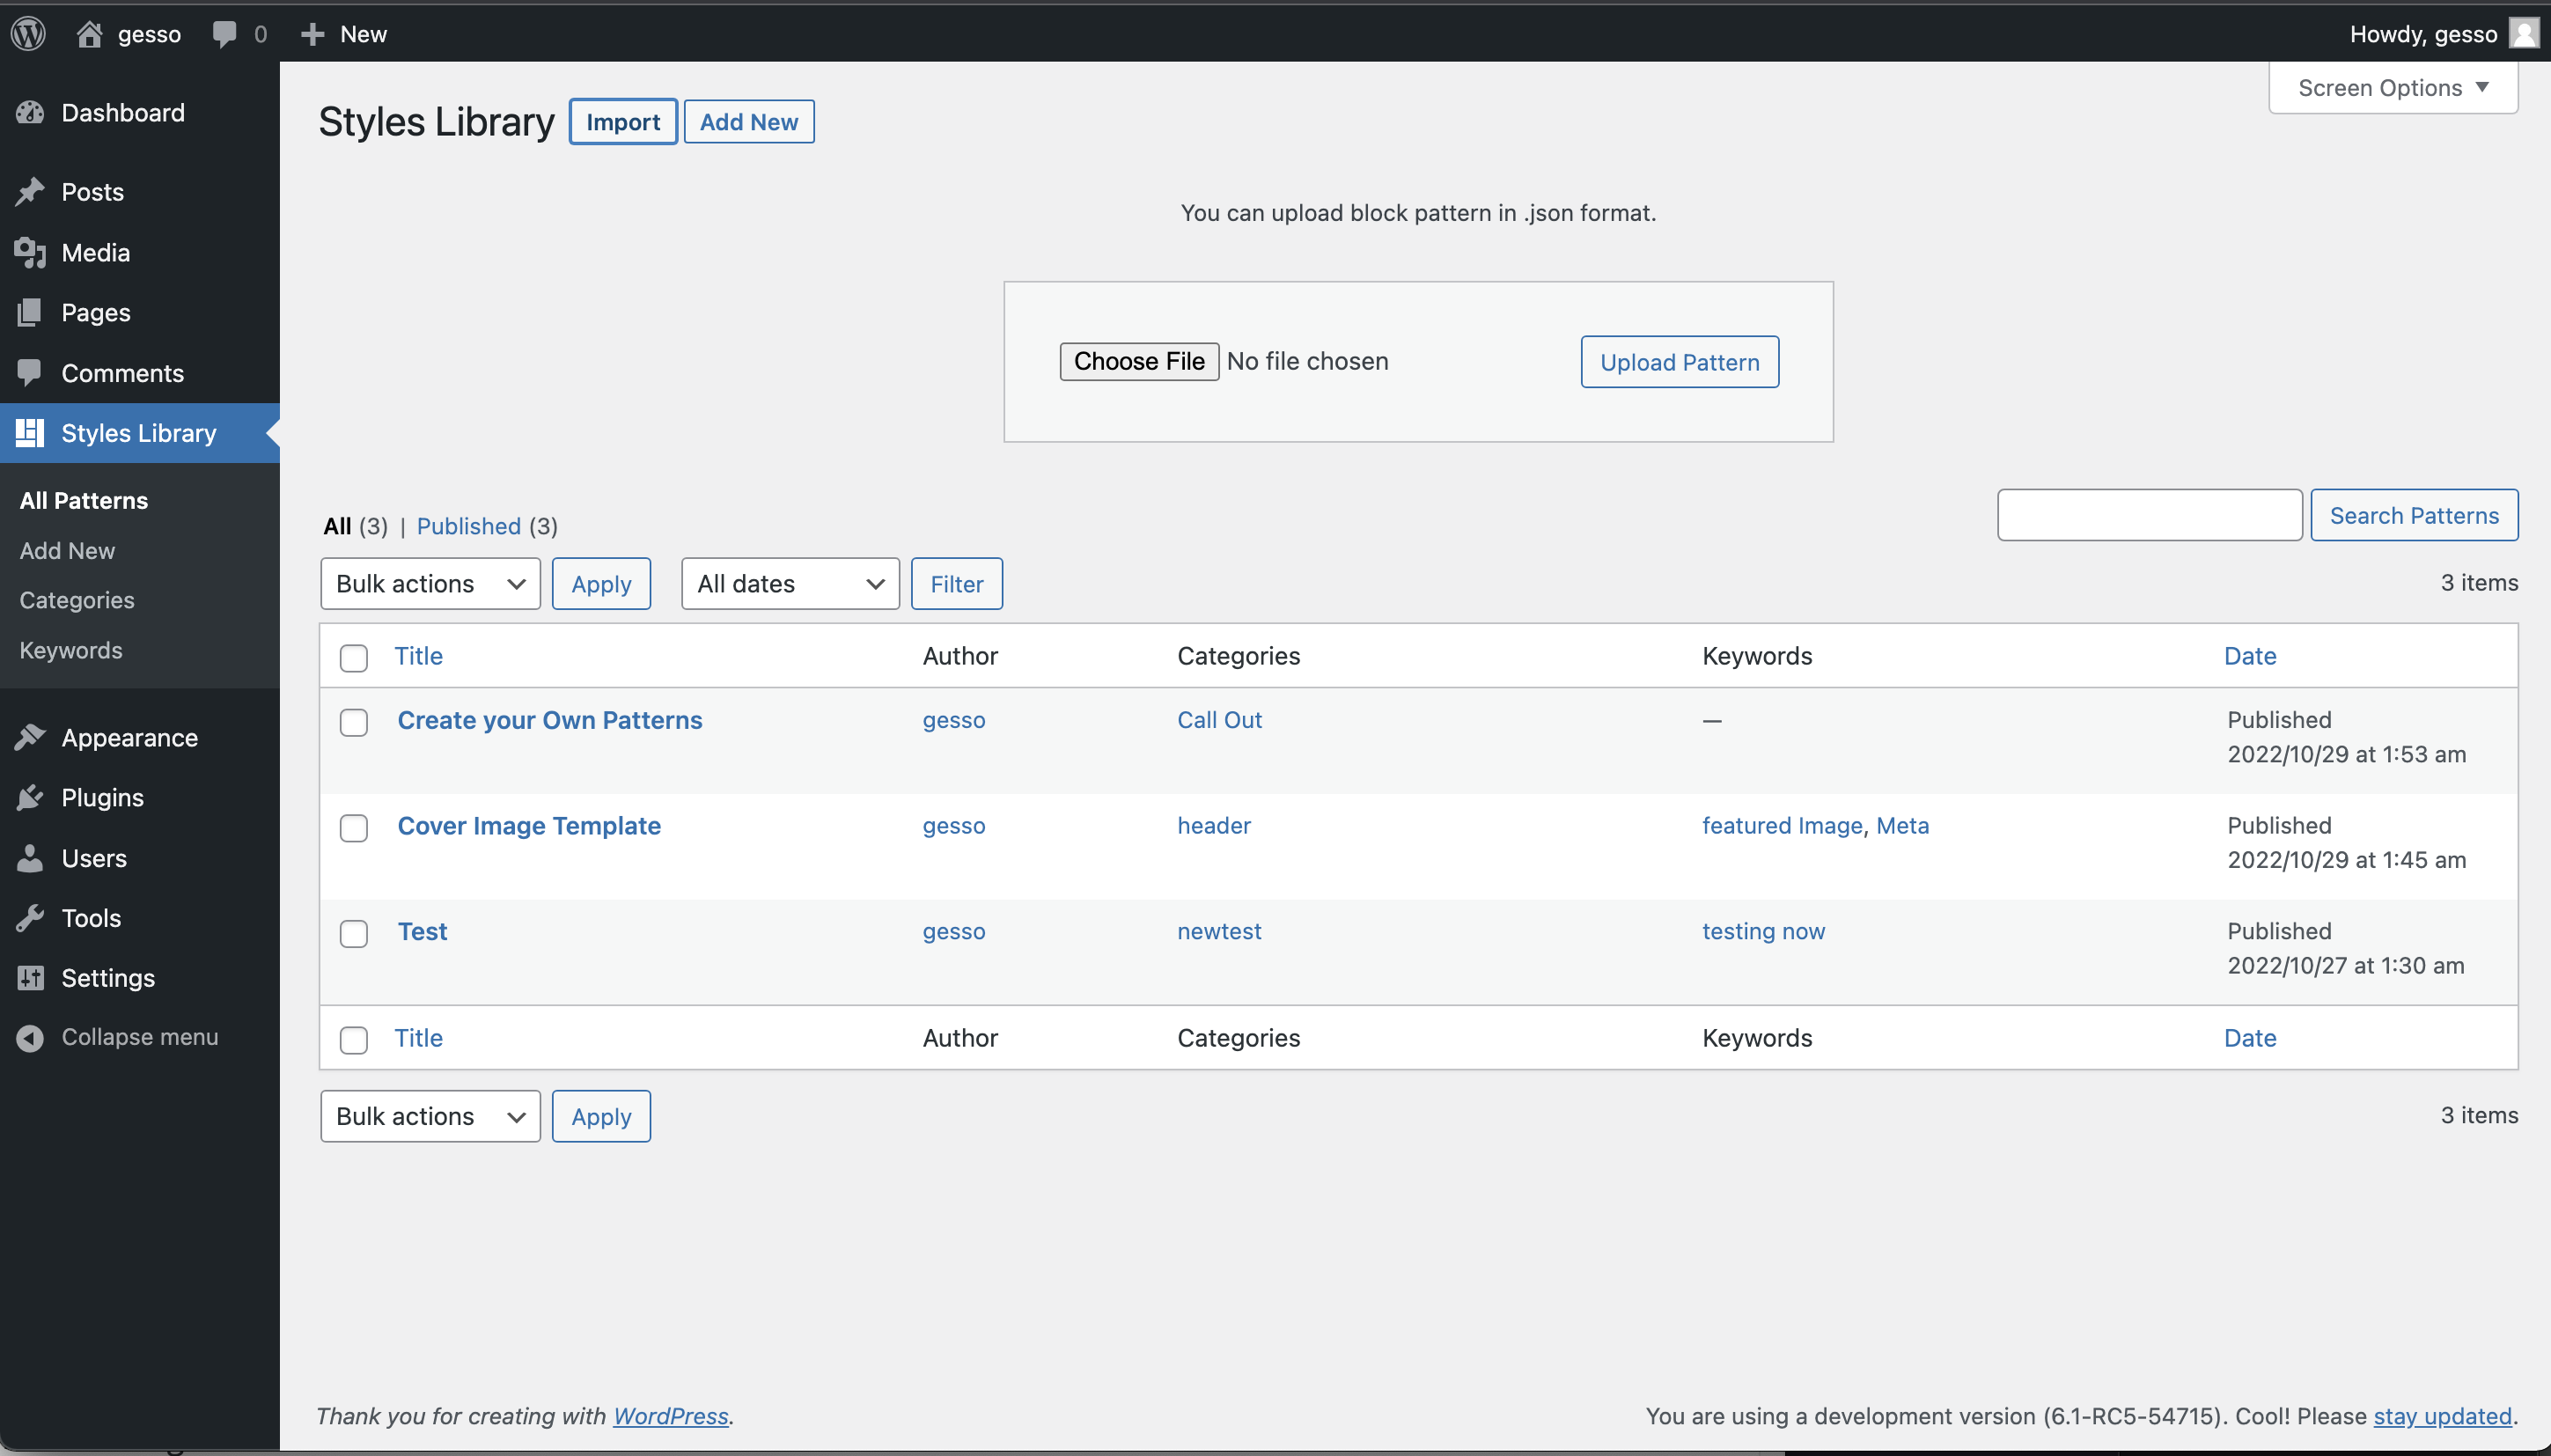 gesso 0 New Howdy, gesso
Screen Options
Dashboard
Posts
Media
Pages
Comments
Styles Library
All Patterns
Add New
Categories
Keywords
Appearance
Plugins
Users
Tools
Settings
Collapse menu
Styles Library Import Add New
You can upload block pattern in .json format.
Choose File No file chosen Upload Pattern
All (3) | Published (3)
Search Patterns
Bulk actions Apply All dates Filter 3 items
Title Author Categories Keywords Date
Create your Own Patterns gesso Call Out — Published
2022/10/29 at 1:53 am
Cover Image Template gesso header featured Image, Meta Published
2022/10/29 at 1:45 am
Test gesso newtest testing now Published
2022/10/27 at 1:30 am
Title Author Categories Keywords Date
Bulk actions Apply 3 items
Thank you for creating with WordPress. You are using a development version (6.1-RC5-54715). Cool! Please stay updated.